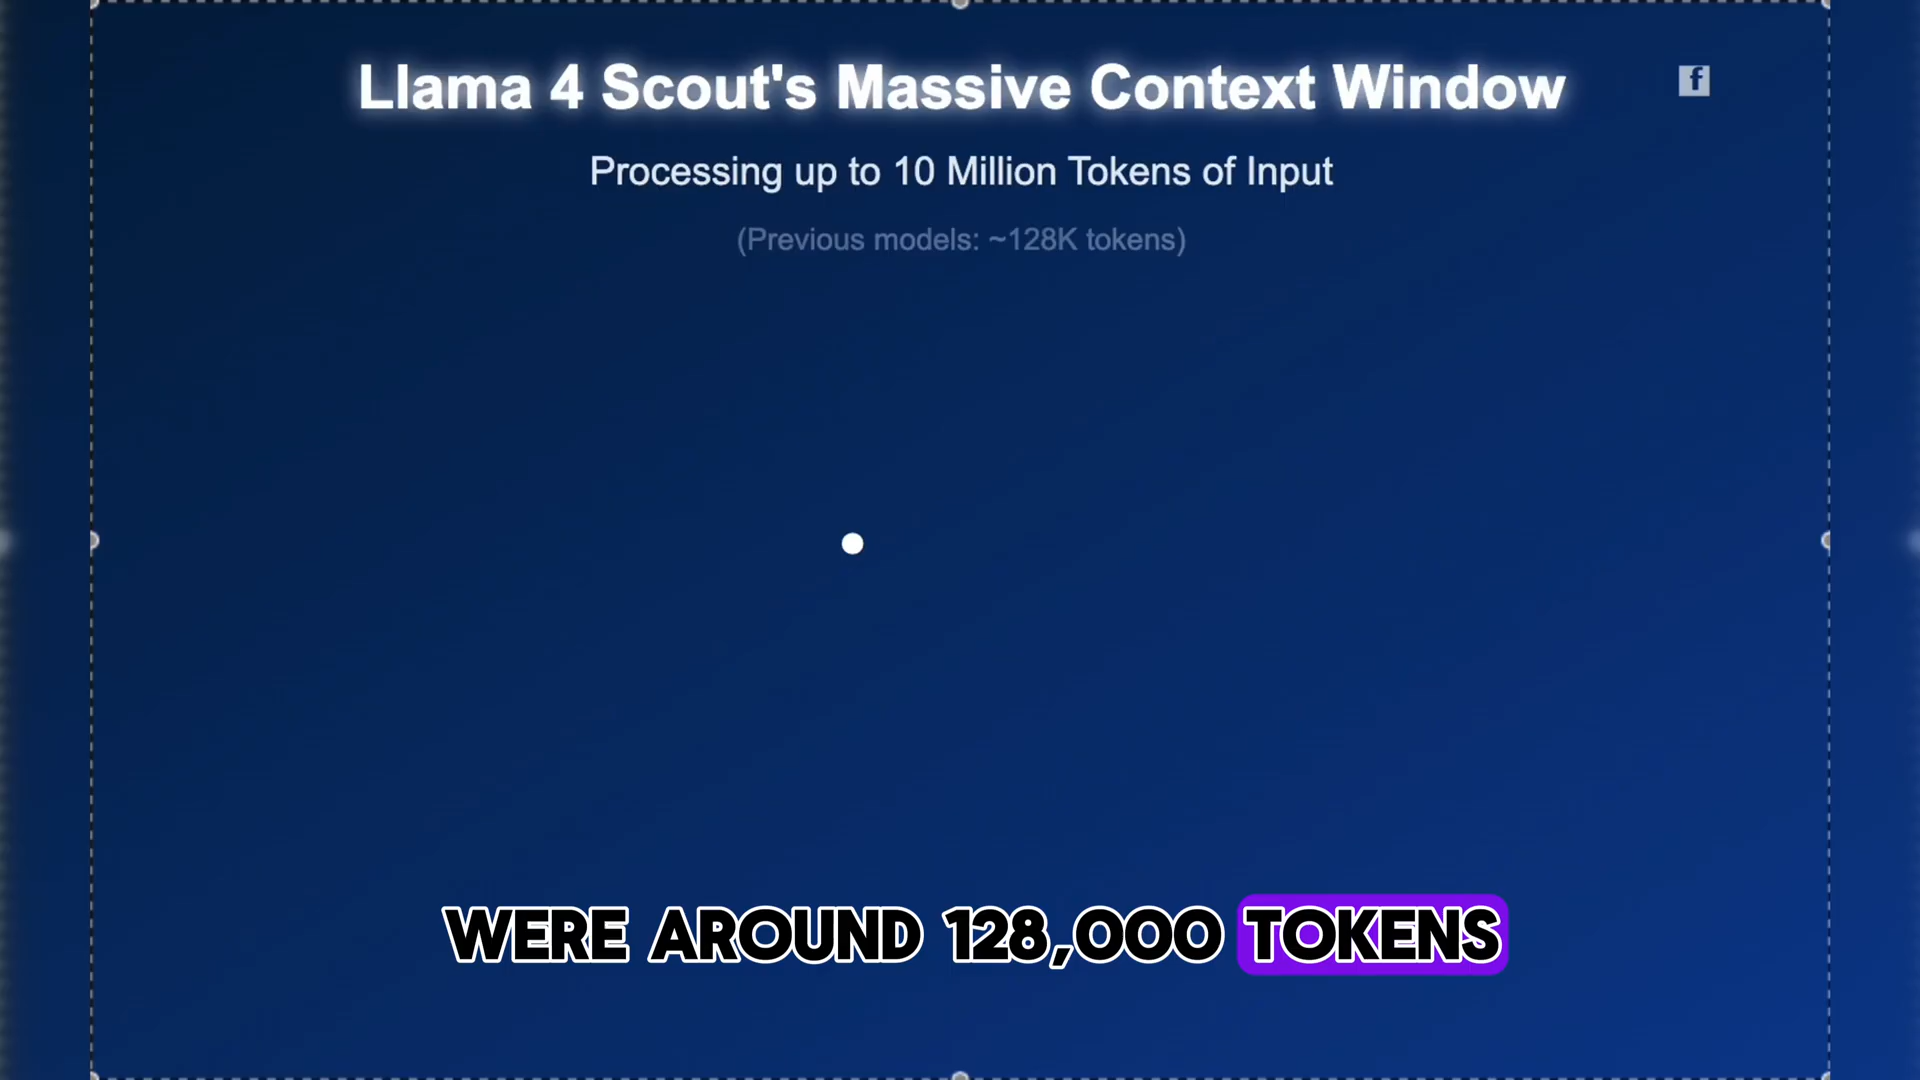 Llama 4 Scout's Massive Context Window
f
Processing up to 10 Million Tokens of Input
(Previous models: ~128K tokens)
WERE AROUND 128,000 TOKENS